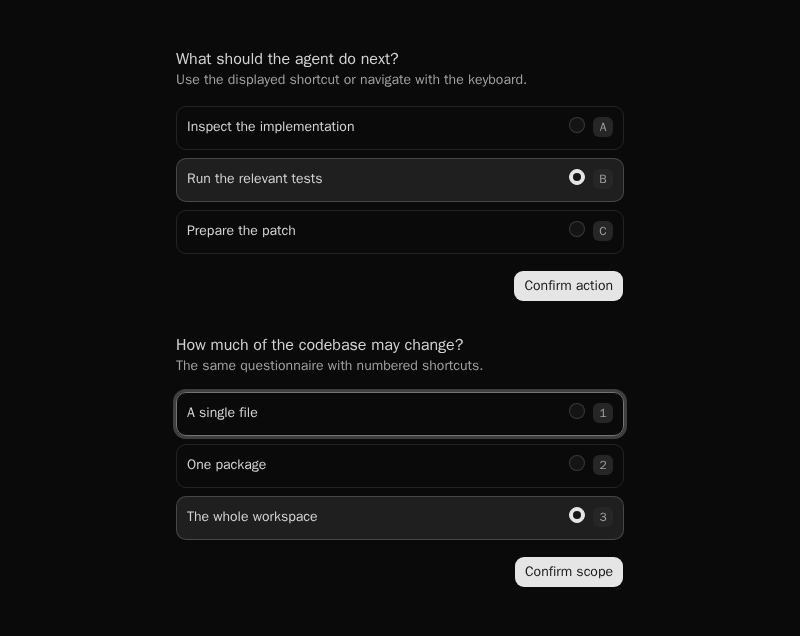 What should the agent do next?
Use the displayed shortcut or navigate with the keyboard.
Inspect the implementation A
Run the relevant tests B
Prepare the patch C
Confirm action
How much of the codebase may change?
The same questionnaire with numbered shortcuts.
A single file 1
One package 2
The whole workspace 3
Confirm scope